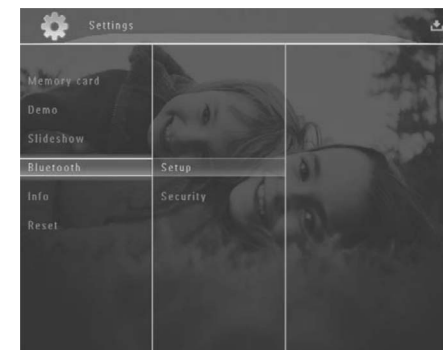 Settings
Memory card
Demo
Slideshow
Bluetooth
Setup
Info
Security
Reset